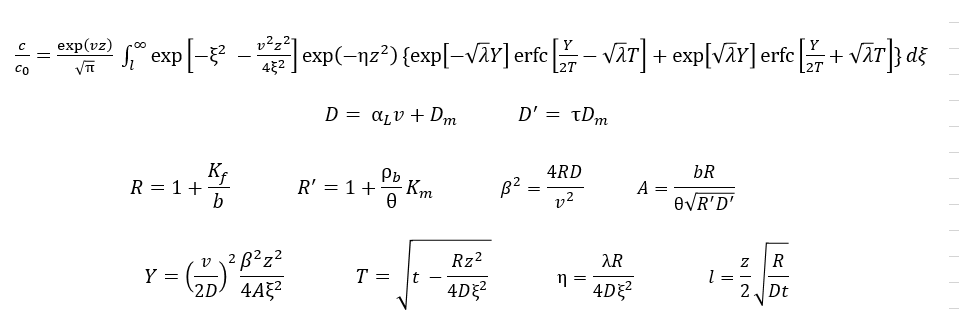 c/c₀ = exp(νz)/√π ∫ₗ^∞ exp[−ξ² − ν²z²/4ξ²] exp(−ηz²) {exp[−√λY] erfc[Y/2T − √λT] + exp[√λY] erfc[Y/2T + √λT]} dξ
D = α_L ν + D_m D′ = τD_m
R = 1 + K_f/b R′ = 1 + ρ_b/θ K_m β² = 4RD/ν² A = bR/θ√R′D′
Y = (ν/2D)² β²z²/4Aξ² T = √(t − Rz²/4Dξ²) η = λR/4Dξ² l = z/2 √(R/Dt)